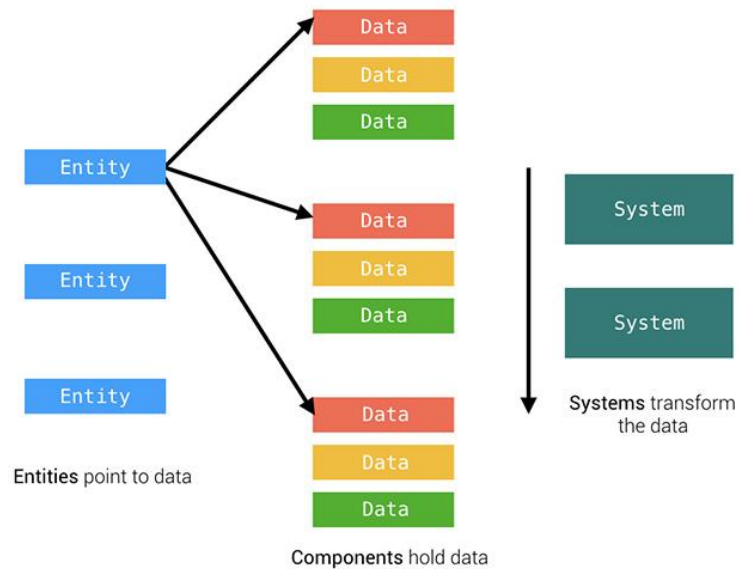 Data
Data
Data
Entity
System
Data
Data
Entity
Data
System
Entity
Data
Systems transform
the data
Data
Entities point to data
Data
Components hold data